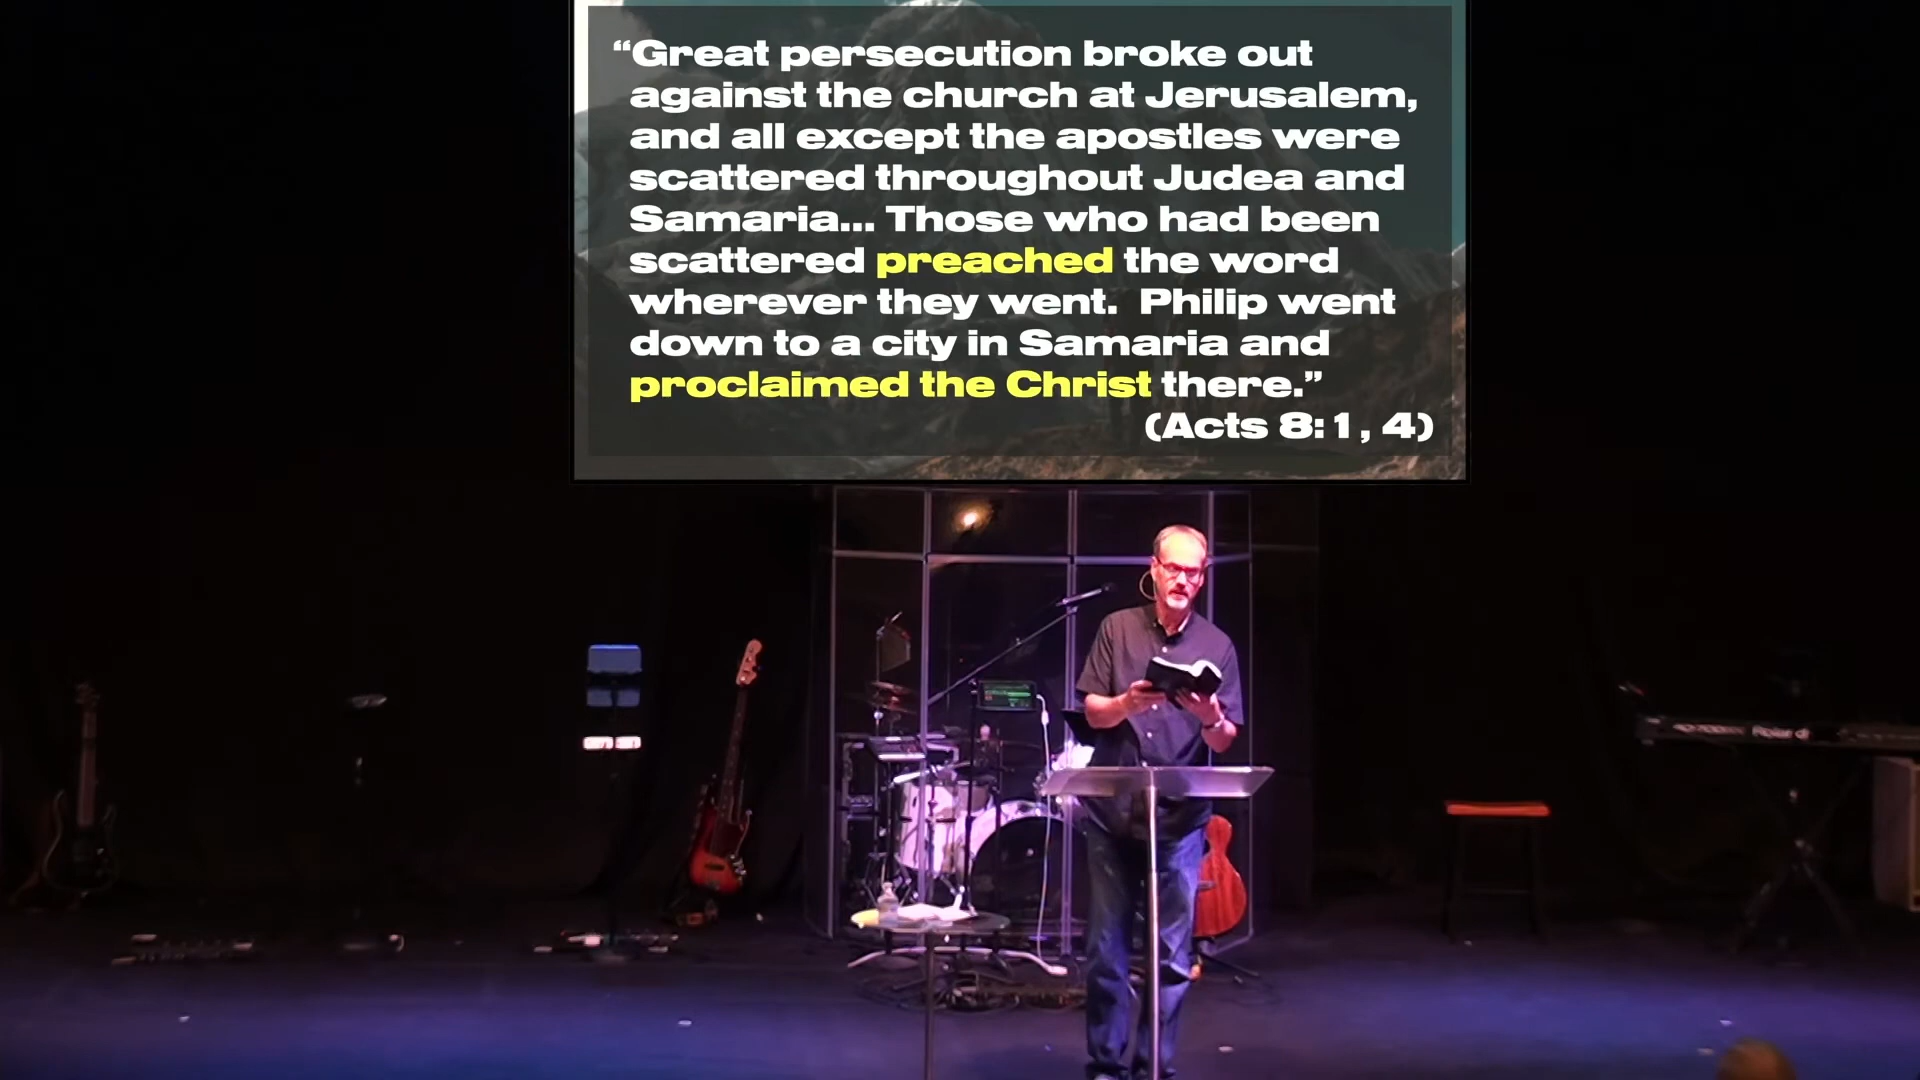 “Great persecution broke out
against the church at Jerusalem,
and all except the apostles were
scattered throughout Judea and
Samaria... Those who had been
scattered preached the word
wherever they went.  Philip went
down to a city in Samaria and
proclaimed the Christ there.”
(Acts 8:1, 4)
Roland